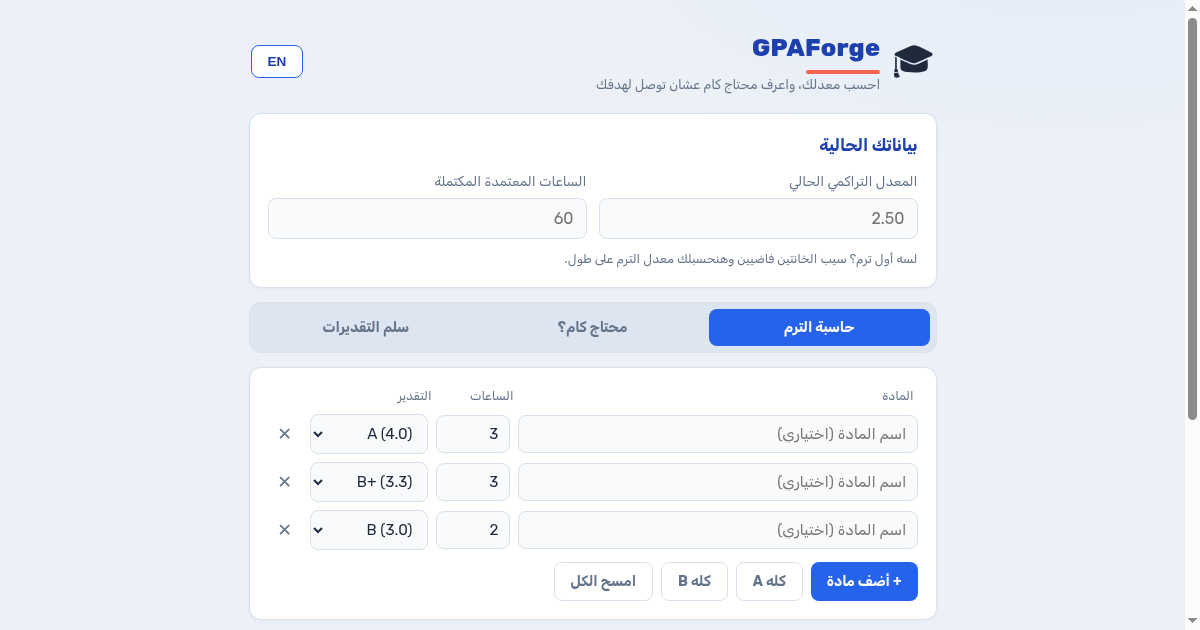 GPAForge
EN
احسب معدلك، واعرف محتاج كام عشان توصل لهدفك
بياناتك الحالية
المعدل التراكمي الحالي
الساعات المعتمدة المكتملة
2.50
60
لسه أول ترم؟ سيب الخانتين فاضيين وهنحسبلك معدل الترم على طول.
حاسبة الترم
محتاج كام؟
سلم التقديرات
المادة
الساعات
التقدير
اسم المادة (اختياري)
3
A (4.0)
✕
اسم المادة (اختياري)
3
B+ (3.3)
✕
اسم المادة (اختياري)
2
B (3.0)
✕
+ أضف مادة
كله A
كله B
امسح الكل